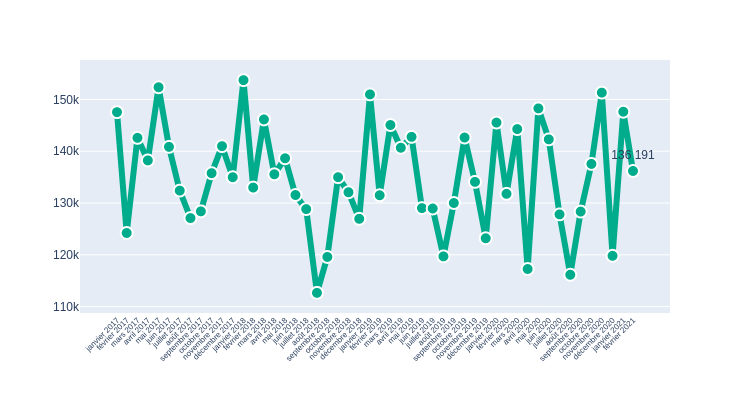 150k
140k
130k
120k
110k
136,191
janvier 2017
février 2017
mars 2017
avril 2017
mai 2017
juin 2017
juillet 2017
août 2017
septembre 2017
octobre 2017
novembre 2017
décembre 2017
janvier 2018
février 2018
mars 2018
avril 2018
mai 2018
juin 2018
juillet 2018
août 2018
septembre 2018
octobre 2018
novembre 2018
décembre 2018
janvier 2019
février 2019
mars 2019
avril 2019
mai 2019
juin 2019
juillet 2019
août 2019
septembre 2019
octobre 2019
novembre 2019
décembre 2019
janvier 2020
février 2020
mars 2020
avril 2020
mai 2020
juin 2020
juillet 2020
août 2020
septembre 2020
octobre 2020
novembre 2020
décembre 2020
janvier 2021
février 2021